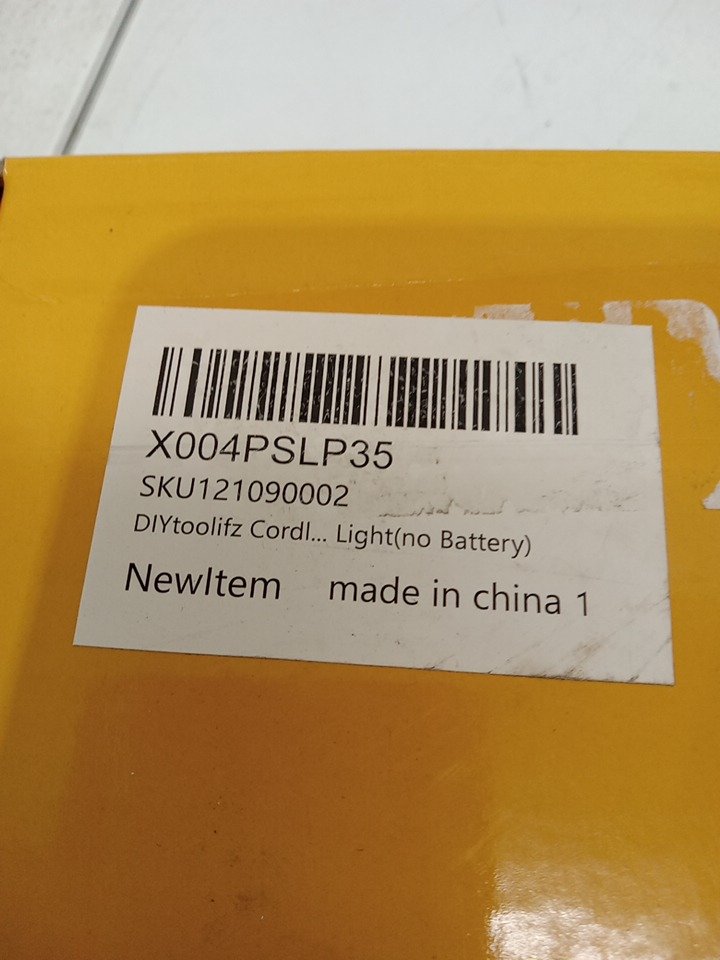 X004PSLP35
SKU121090002
DIYtoolifz Cordl... Light(no Battery)
NewItem made in china 1